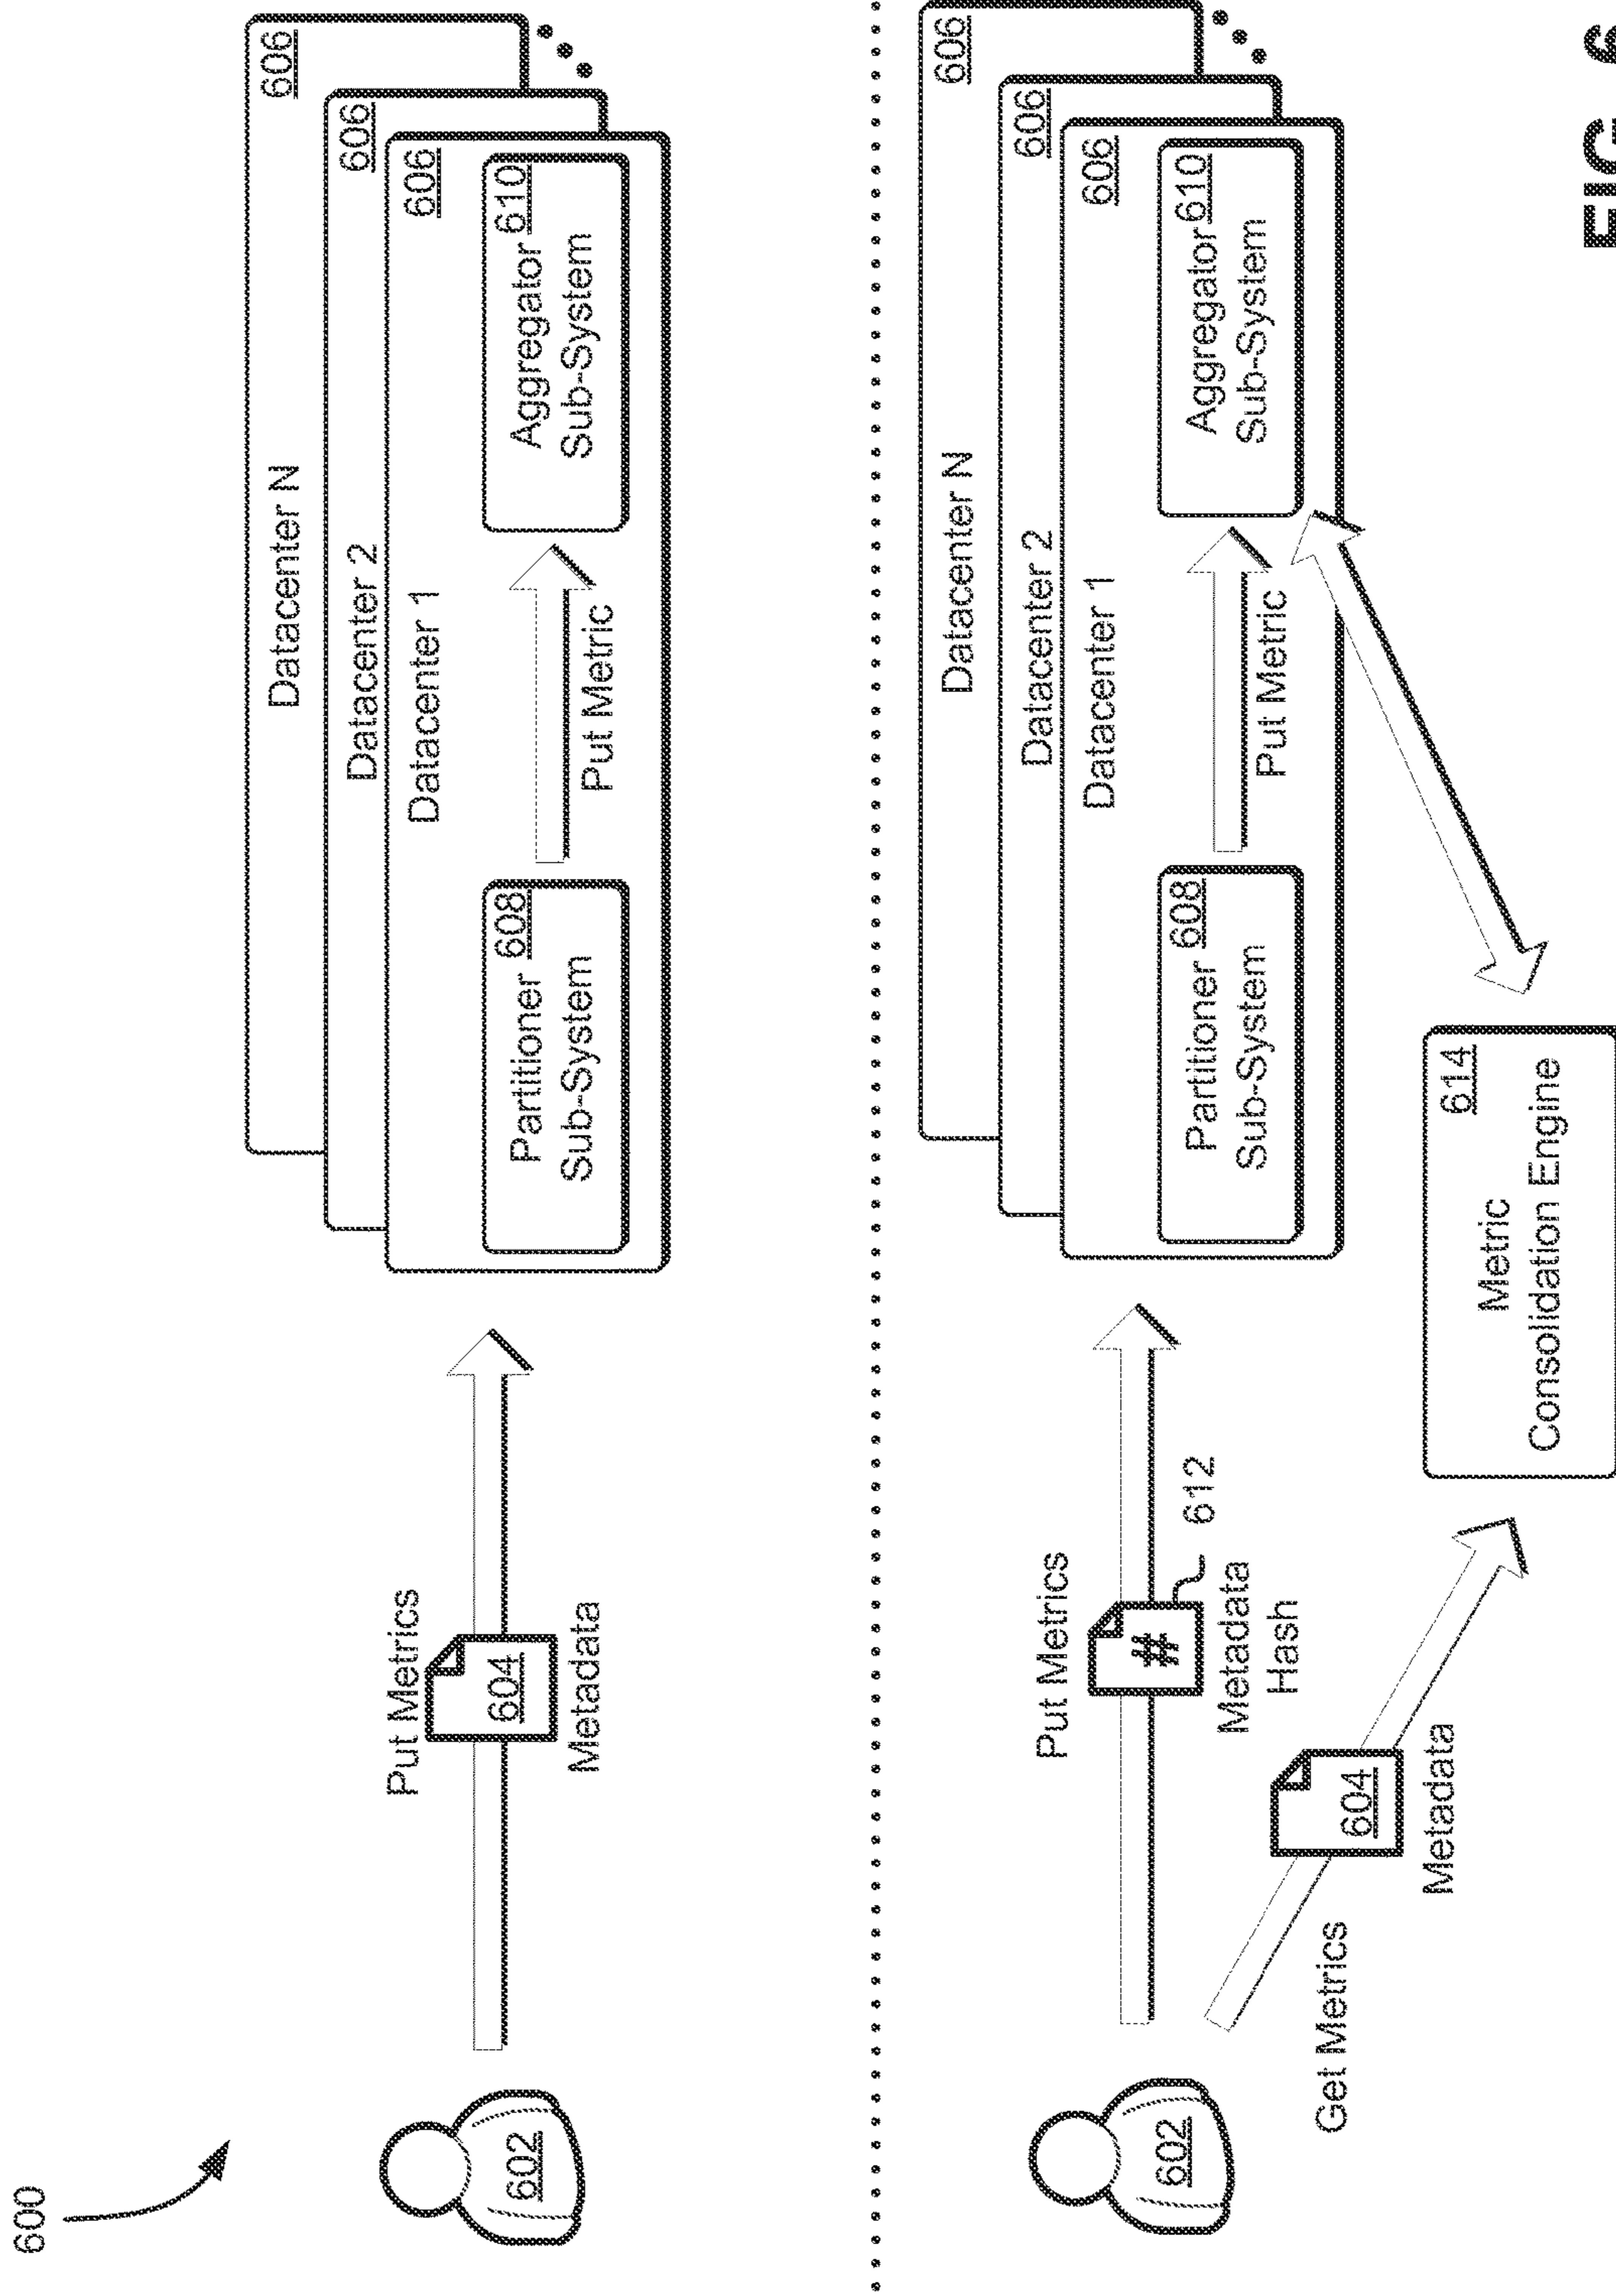 600
Datacenter N
606
Datacenter 2
606
Datacenter 1
606
Put Metrics
604
Metadata
602
Partitioner 608
Sub-System
Put Metric
Aggregator 610
Sub-System
Datacenter N
606
Datacenter 2
606
Datacenter 1
606
Put Metrics
#
612
Metadata
Hash
602
Partitioner 608
Sub-System
Put Metric
Aggregator 610
Sub-System
Get Metrics
604
Metadata
614
Metric
Consolidation Engine
FIG. 6